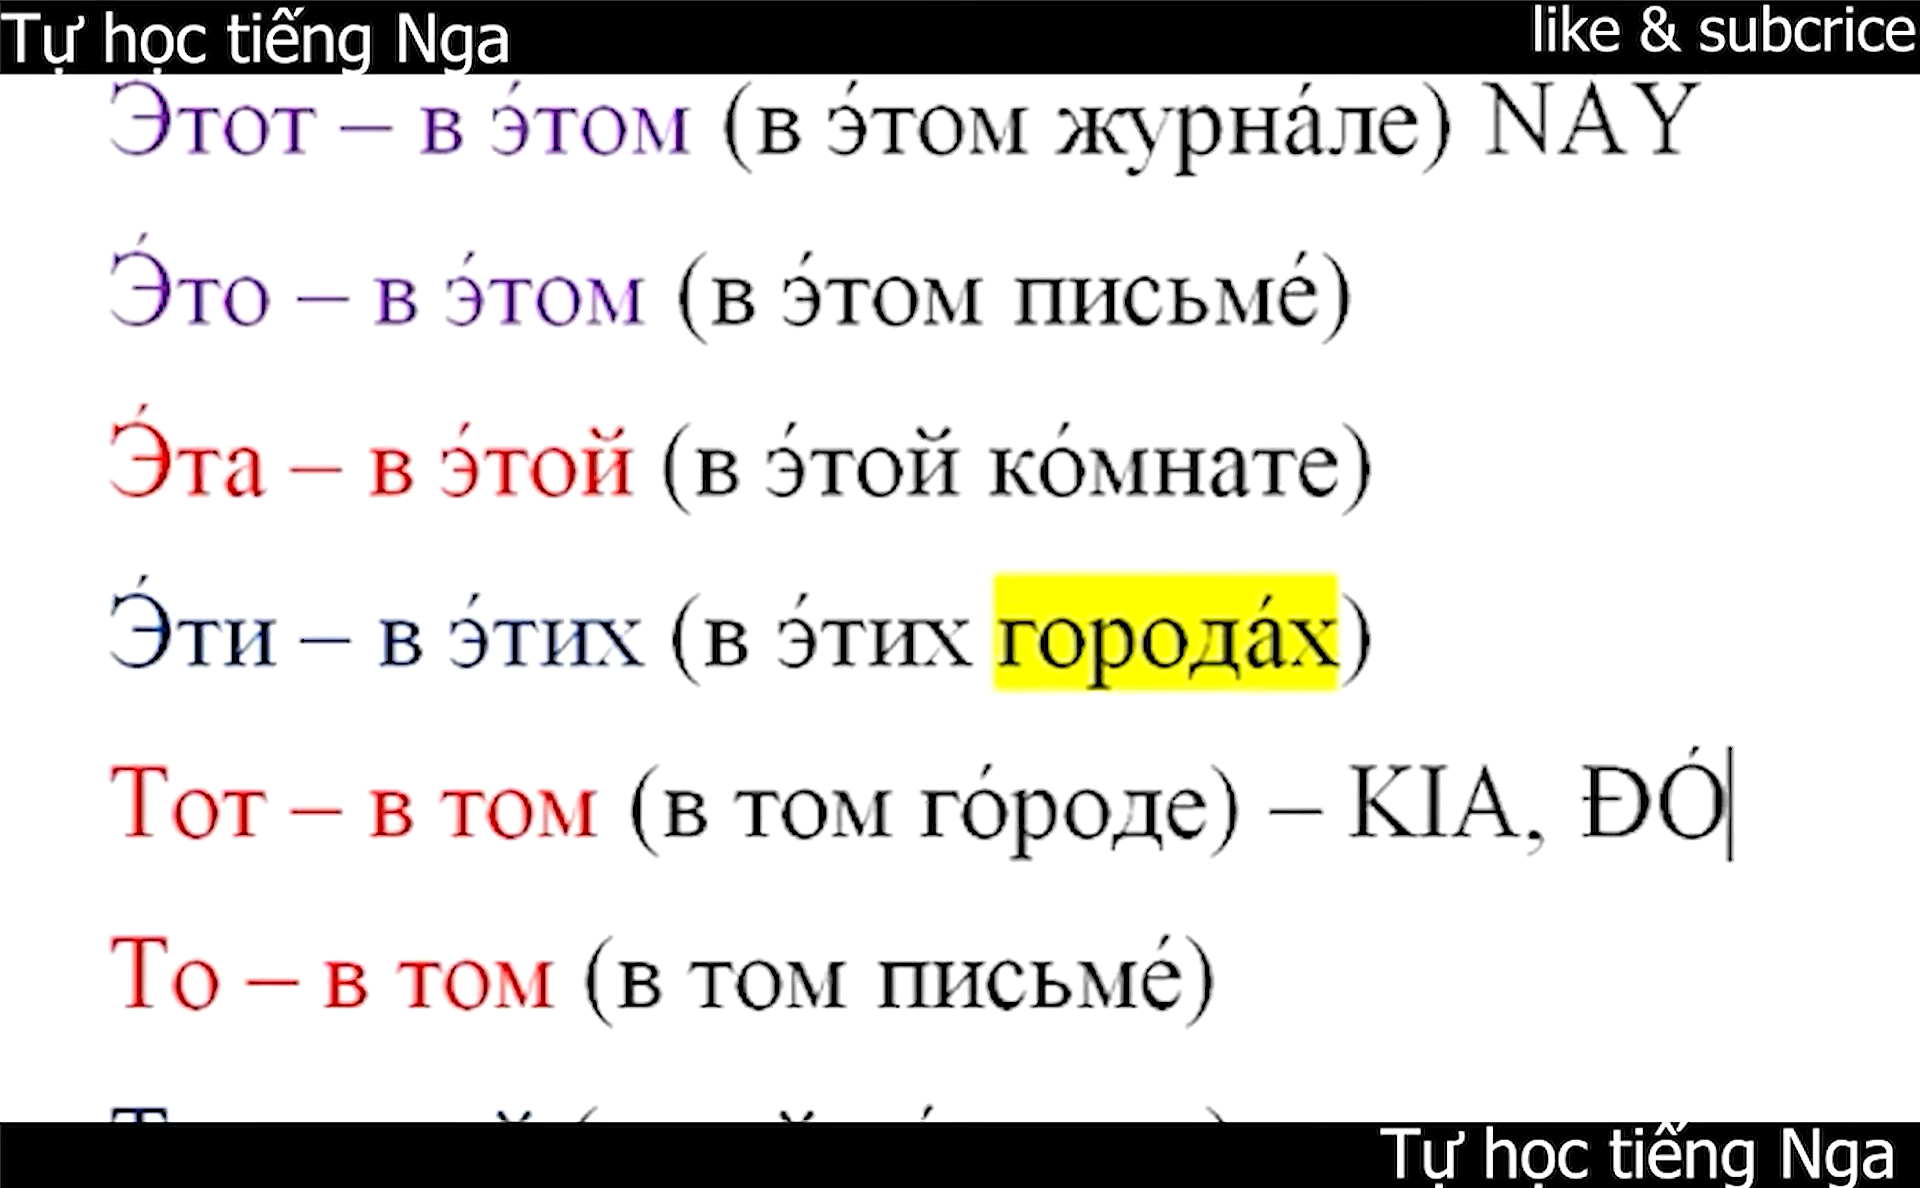 Tự học tiếng Nga
like & subcrice
Этот – в э́том (в э́том журна́ле) NAY
Э́то – в э́том (в э́том письме́)
Э́та – в э́той (в э́той ко́мнате)
Э́ти – в э́тих (в э́тих города́х)
Тот – в том (в том го́роде) – KIA, ĐÓ
То – в том (в том письме́)
Tự học tiếng Nga